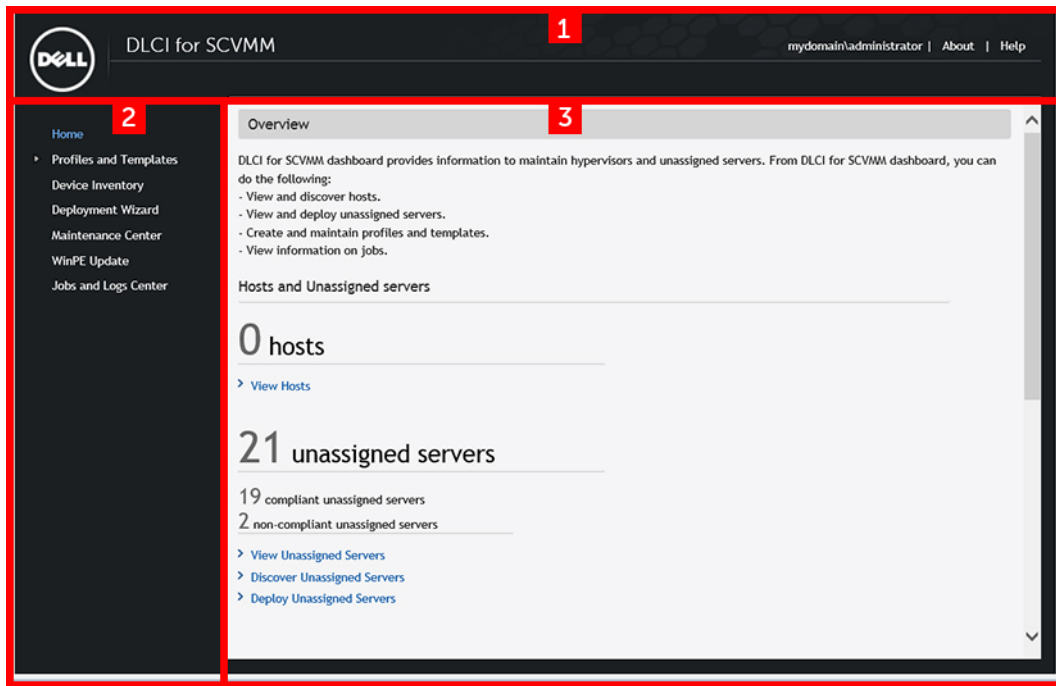 1
DELL
DLCI for SCVMM
mydomain\administrator | About | Help
2
Home
Profiles and Templates
Device Inventory
Deployment Wizard
Maintenance Center
WinPE Update
Jobs and Logs Center
3
Overview
DLCI for SCVMM dashboard provides information to maintain hypervisors and unassigned servers. From DLCI for SCVMM dashboard, you can
do the following:
- View and discover hosts.
- View and deploy unassigned servers.
- Create and maintain profiles and templates.
- View information on jobs.
Hosts and Unassigned servers
0 hosts
View Hosts
21 unassigned servers
19 compliant unassigned servers
2 non-compliant unassigned servers
View Unassigned Servers
Discover Unassigned Servers
Deploy Unassigned Servers